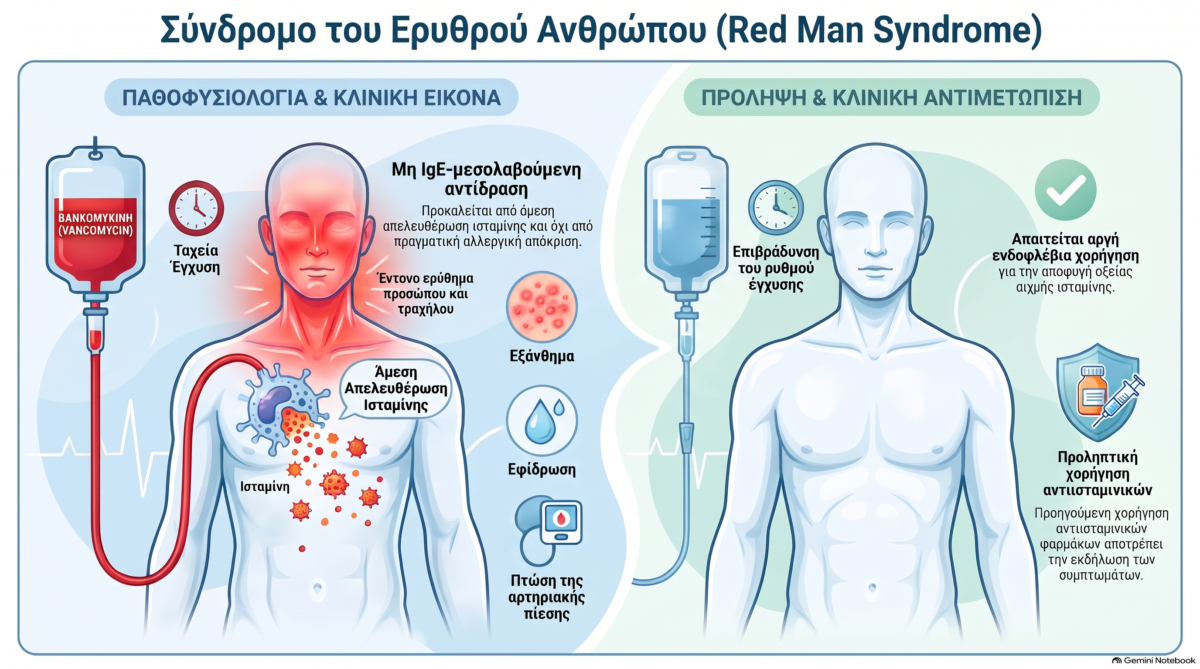 Σύνδρομο του Ερυθρού Ανθρώπου (Red Man Syndrome)
ΠΑΘΟΦΥΣΙΟΛΟΓΙΑ & ΚΛΙΝΙΚΗ ΕΙΚΟΝΑ
ΒΑΝΚΟΜΥΚΙΝΗ
(VANCOMYCIN)
Ταχεία
Έγχυση
Μη IgE-μεσολαβούμενη
αντίδραση
Προκαλείται από άμεση
απελευθέρωση ισταμίνης και όχι από
πραγματική αλλεργική απόκριση.
Έντονο ερύθημα
προσώπου και
τραχήλου
Εξάνθημα
Άμεση
Απελευθέρωση
Ισταμίνης
Ισταμίνη
Εφίδρωση
Πτώση της
αρτηριακής
πίεσης
ΠΡΟΛΗΨΗ & ΚΛΙΝΙΚΗ ΑΝΤΙΜΕΤΩΠΙΣΗ
Επιβράδυνση
του ρυθμού
έγχυσης
Απαιτείται αργή
ενδοφλέβια χορήγηση
για την αποφυγή οξείας
αιχμής ισταμίνης.
Προληπτική
χορήγηση
αντιισταμινικών
Προηγούμενη χορήγηση
αντιισταμινικών
φαρμάκων αποτρέπει
την εκδήλωση των
συμπτωμάτων.
Gemini Notebook